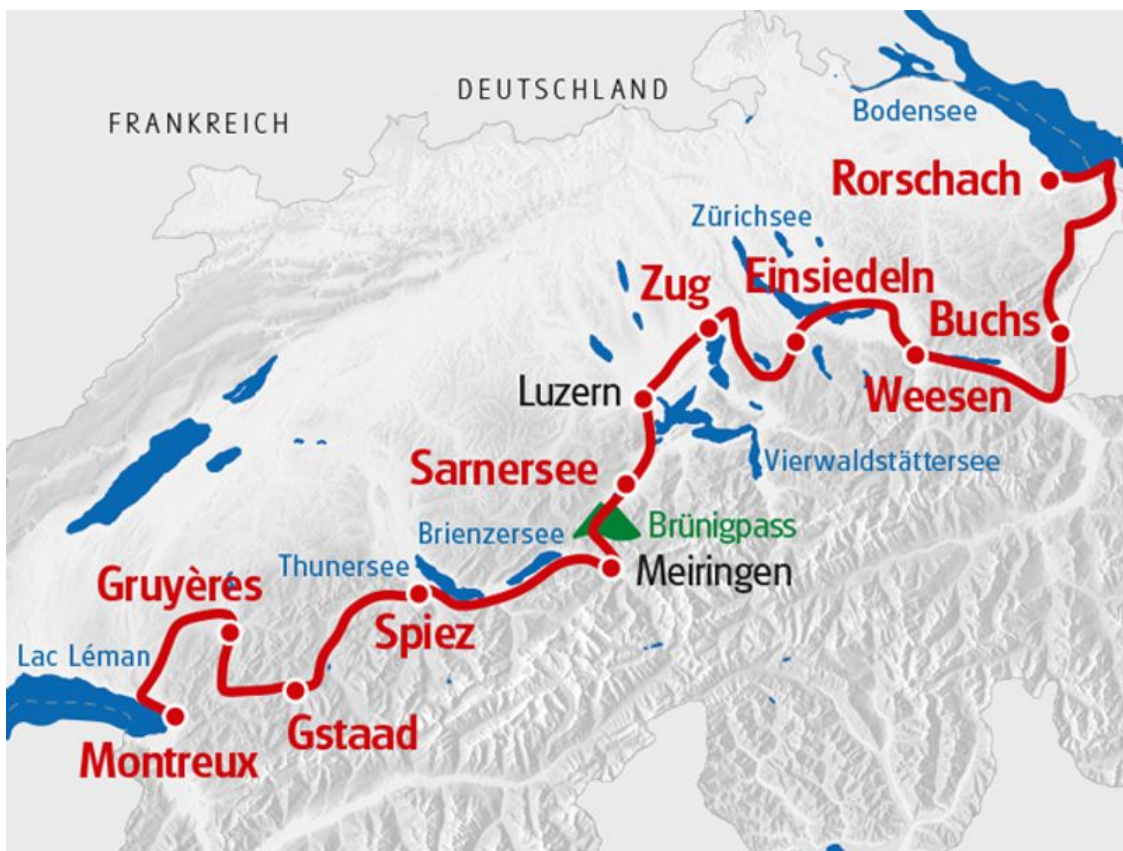 DEUTSCHLAND
FRANKREICH
Bodensee
Rorschach
Zürichsee
Zug
Einsiedeln
Buchs
Luzern
Weesen
Vierwaldstättersee
Sarnersee
Brünigpass
Brienzersee
Thunersee
Meiringen
Gruyères
Spiez
Lac Léman
Gstaad
Montreux